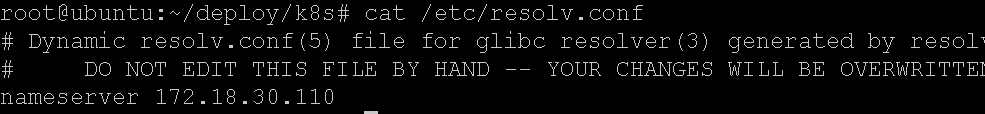 root@ubuntu:~/deploy/k8s# cat /etc/resolv.conf
# Dynamic resolv.conf(5) file for glibc resolver(3) generated by
#     DO NOT EDIT THIS FILE BY HAND -- YOUR CHANGES WILL BE OVERWRITTEN
nameserver 172.18.30.110